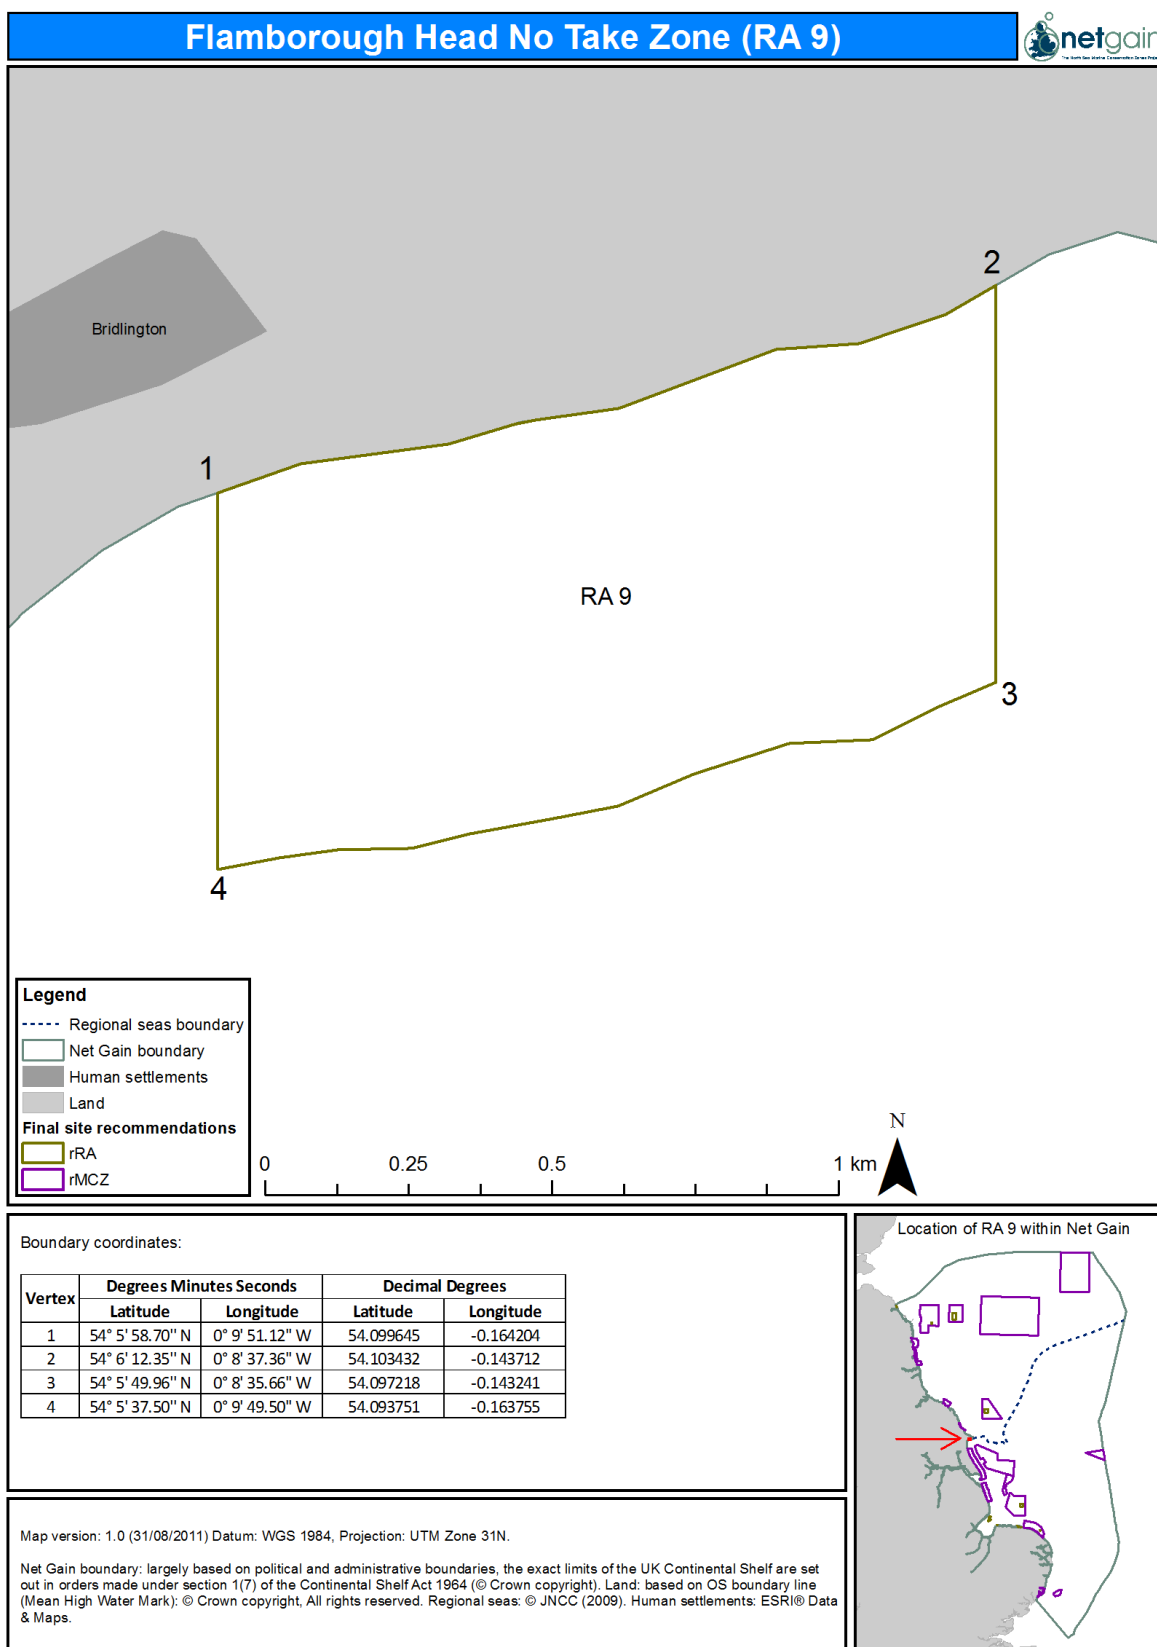 Flamborough Head No Take Zone (RA 9)
netgain
Bridlington
1
2
RA 9
3
4
Legend
Regional seas boundary
Net Gain boundary
Human settlements
Land
Final site recommendations
rRA
rMCZ
0 0.25 0.5 1 km
N
Boundary coordinates:
Vertex Degrees Minutes Seconds Decimal Degrees
Latitude Longitude Latitude Longitude
1 54° 5' 58.70" N 0° 9' 51.12" W 54.099645 -0.164204
2 54° 6' 12.35" N 0° 8' 37.36" W 54.103432 -0.143712
3 54° 5' 49.96" N 0° 8' 35.66" W 54.097218 -0.143241
4 54° 5' 37.50" N 0° 9' 49.50" W 54.093751 -0.163755
Location of RA 9 within Net Gain
Map version: 1.0 (31/08/2011) Datum: WGS 1984, Projection: UTM Zone 31N.
Net Gain boundary: largely based on political and administrative boundaries, the exact limits of the UK Continental Shelf are set
out in orders made under section 1(7) of the Continental Shelf Act 1964 (© Crown copyright). Land: based on OS boundary line
(Mean High Water Mark): © Crown copyright, All rights reserved. Regional seas: © JNCC (2009). Human settlements: ESRI® Data
& Maps.